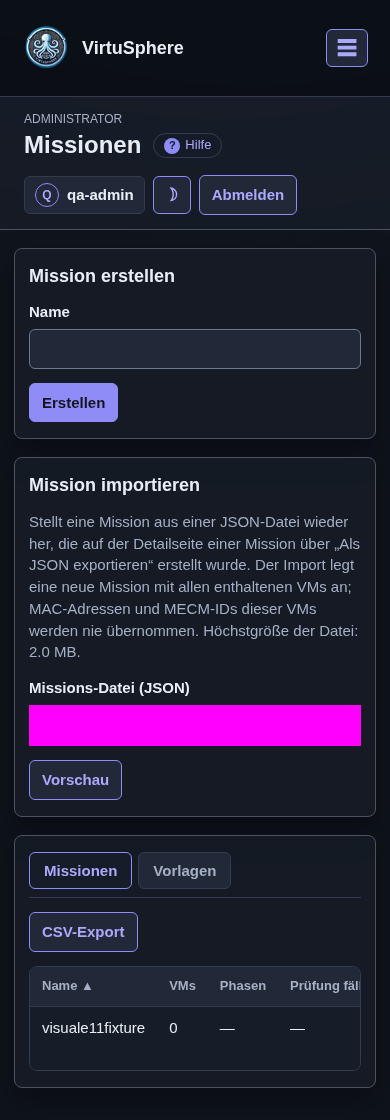 VirtuSphere
ADMINISTRATOR
Missionen
? Hilfe
Q qa-admin
Abmelden
Mission erstellen
Name
Erstellen
Mission importieren
Stellt eine Mission aus einer JSON-Datei wieder
her, die auf der Detailseite einer Mission über „Als
JSON exportieren“ erstellt wurde. Der Import legt
eine neue Mission mit allen enthaltenen VMs an;
MAC-Adressen und MECM-IDs dieser VMs
werden nie übernommen. Höchstgröße der Datei:
2.0 MB.
Missions-Datei (JSON)
Vorschau
Missionen Vorlagen
CSV-Export
Name ▲ VMs Phasen Prüfung fäl
visuale11fixture 0 — —